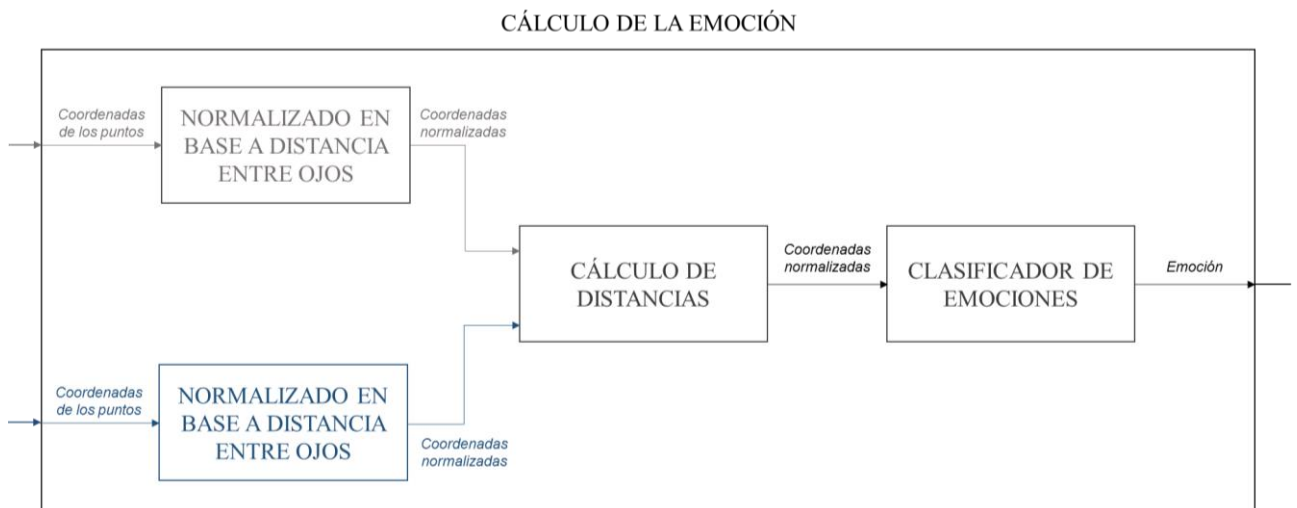 CÁLCULO DE LA EMOCIÓN
Coordenadas
de los puntos
NORMALIZADO EN
BASE A DISTANCIA
ENTRE OJOS
Coordenadas
normalizadas
CÁLCULO DE
DISTANCIAS
Coordenadas
normalizadas
CLASIFICADOR DE
EMOCIONES
Emoción
Coordenadas
de los puntos
NORMALIZADO EN
BASE A DISTANCIA
ENTRE OJOS
Coordenadas
normalizadas